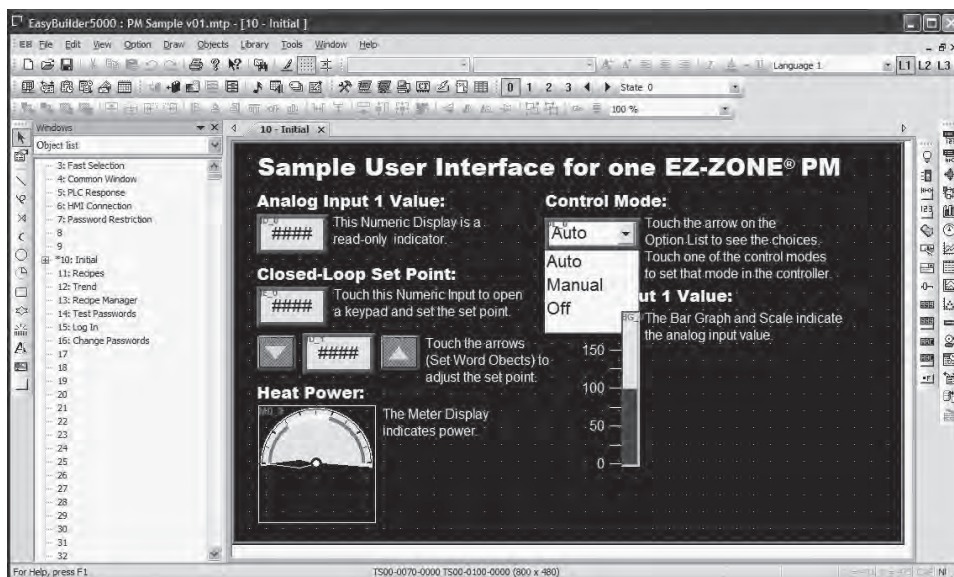 EasyBuilder5000 : PM Sample v01.mtp - [10 - Initial ]
EB File Edit View Option Draw Objects Library Tools Window Help
Language 1 L1 L2 L3
0 1 2 3 State 0
100 %
Windows
Object list
3: Fast Selection
4: Common Window
5: PLC Response
6: HMI Connection
7: Password Restriction
8
9
*10: Initial
11: Recipes
12: Trend
13: Recipe Manager
14: Test Passwords
15: Log In
16: Change Passwords
17
18
19
20
21
22
23
24
25
26
27
28
29
30
31
32
10 - Initial
Sample User Interface for one EZ-ZONE® PM
Analog Input 1 Value:
####
This Numeric Display is a
read-only indicator.
Closed-Loop Set Point:
####
Touch this Numeric Input to open
a keypad and set the set point.
####
Touch the arrows
(Set Word Obects) to
adjust the set point.
Heat Power:
The Meter Display
indicates power.
Control Mode:
Auto
Auto
Manual
Off
Touch the arrow on the
Option List to see the choices.
Touch one of the control modes
to set that mode in the controller.
ut 1 Value:
The Bar Graph and Scale indicate
the analog input value.
150
100
50
0
For Help, press F1
TS00-0070-0000 TS00-0100-0000 (800 x 480)